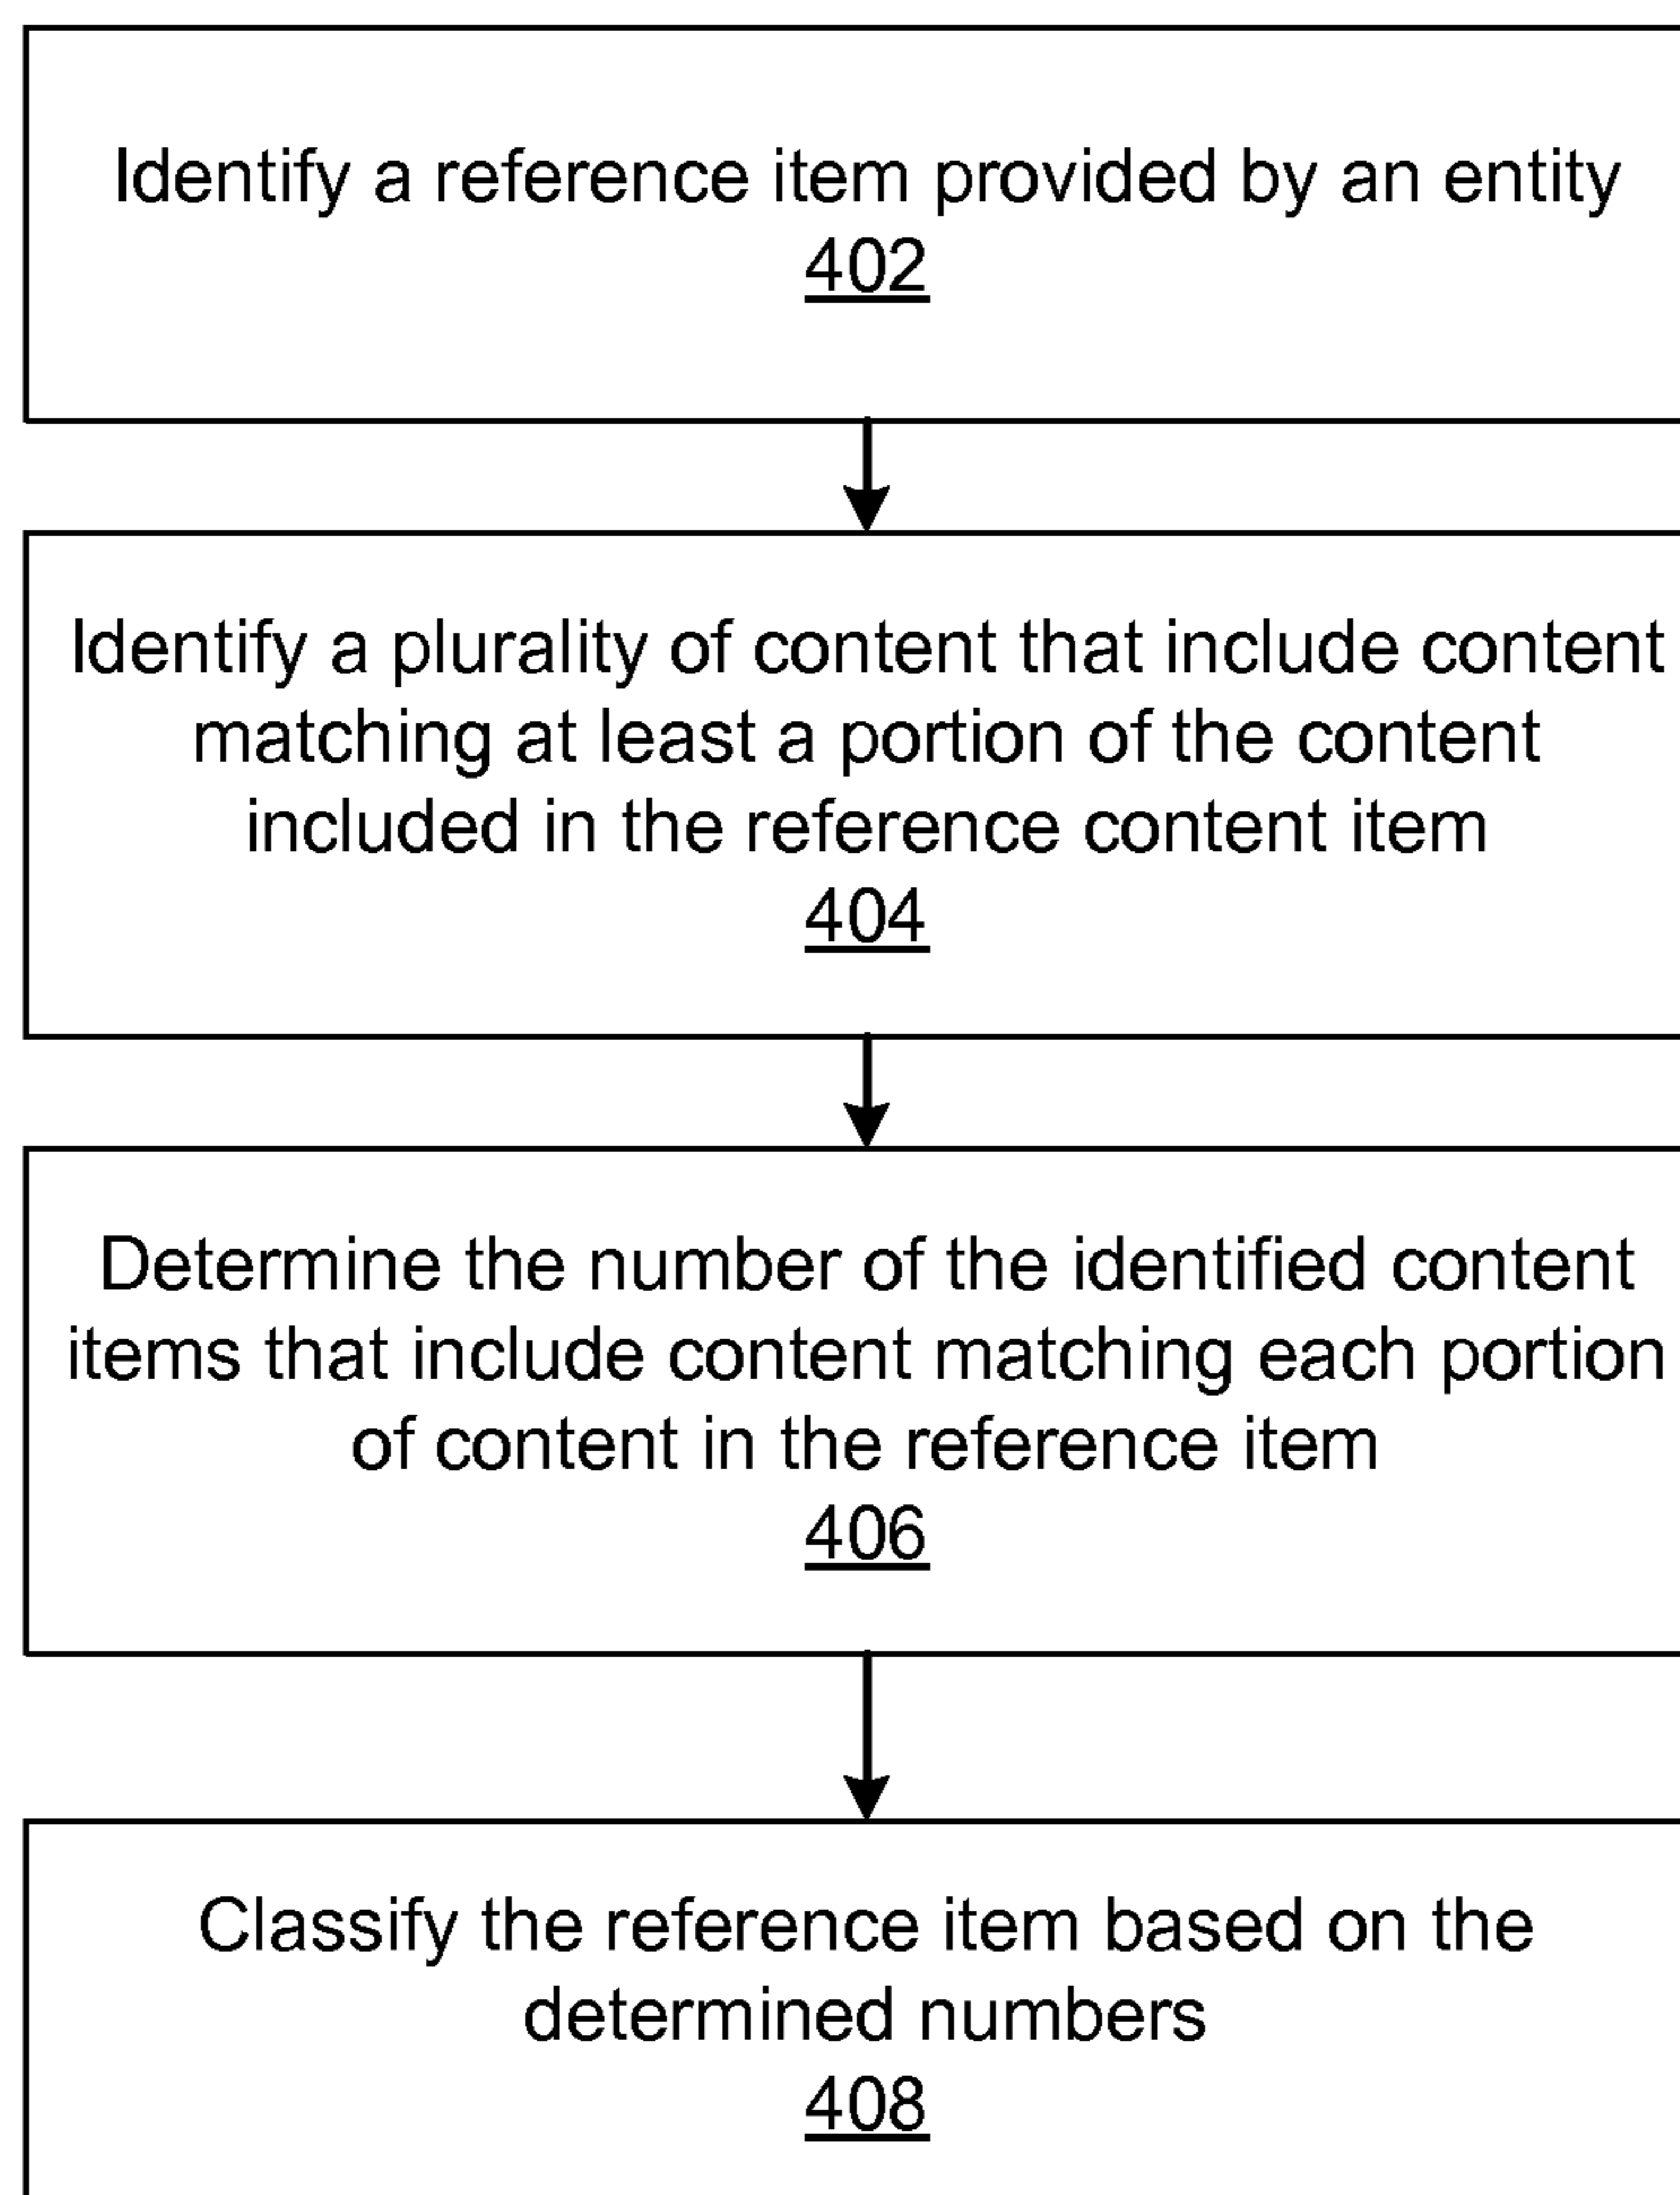 Identify a reference item provided by an entity
402
Identify a plurality of content that include content
matching at least a portion of the content
included in the reference content item
404
Determine the number of the identified content
items that include content matching each portion
of content in the reference item
406
Classify the reference item based on the
determined numbers
408